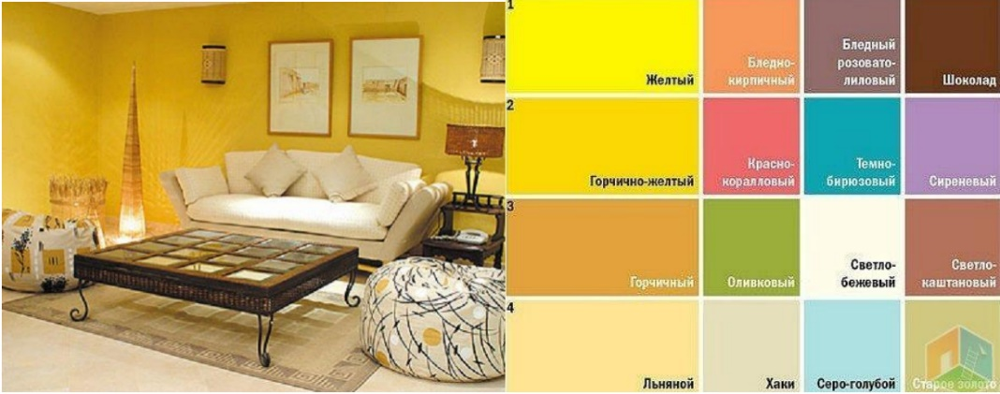 1
Желтый
Бледно-
кирпичный
Бледный
розовато-
лиловый
Шоколад
2
Горчично-желтый
Красно-
коралловый
Темно-
бирюзовый
Сиреневый
3
Горчичный
Оливковый
Светло-
бежевый
Светло-
каштановый
4
Льняной
Хаки
Серо-голубой
Старое золото